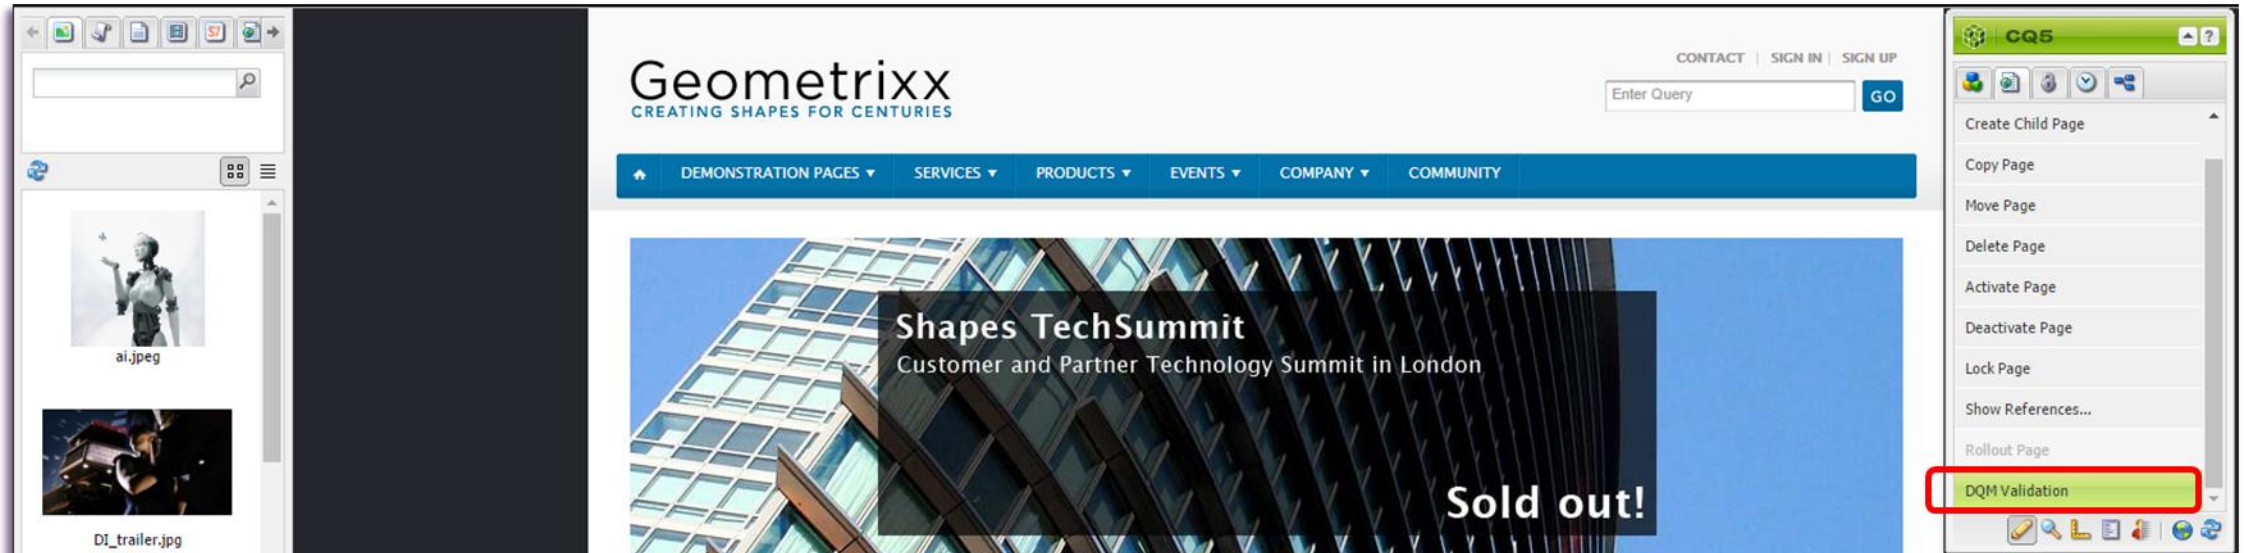 S7
ai.jpeg
DI_trailer.jpg
Geometrixx
CREATING SHAPES FOR CENTURIES
CONTACT | SIGN IN | SIGN UP
Enter Query
GO
DEMONSTRATION PAGES
SERVICES
PRODUCTS
EVENTS
COMPANY
COMMUNITY
Shapes TechSummit
Customer and Partner Technology Summit in London
Sold out!
CQ5
?
Create Child Page
Copy Page
Move Page
Delete Page
Activate Page
Deactivate Page
Lock Page
Show References...
Rollout Page
DQM Validation